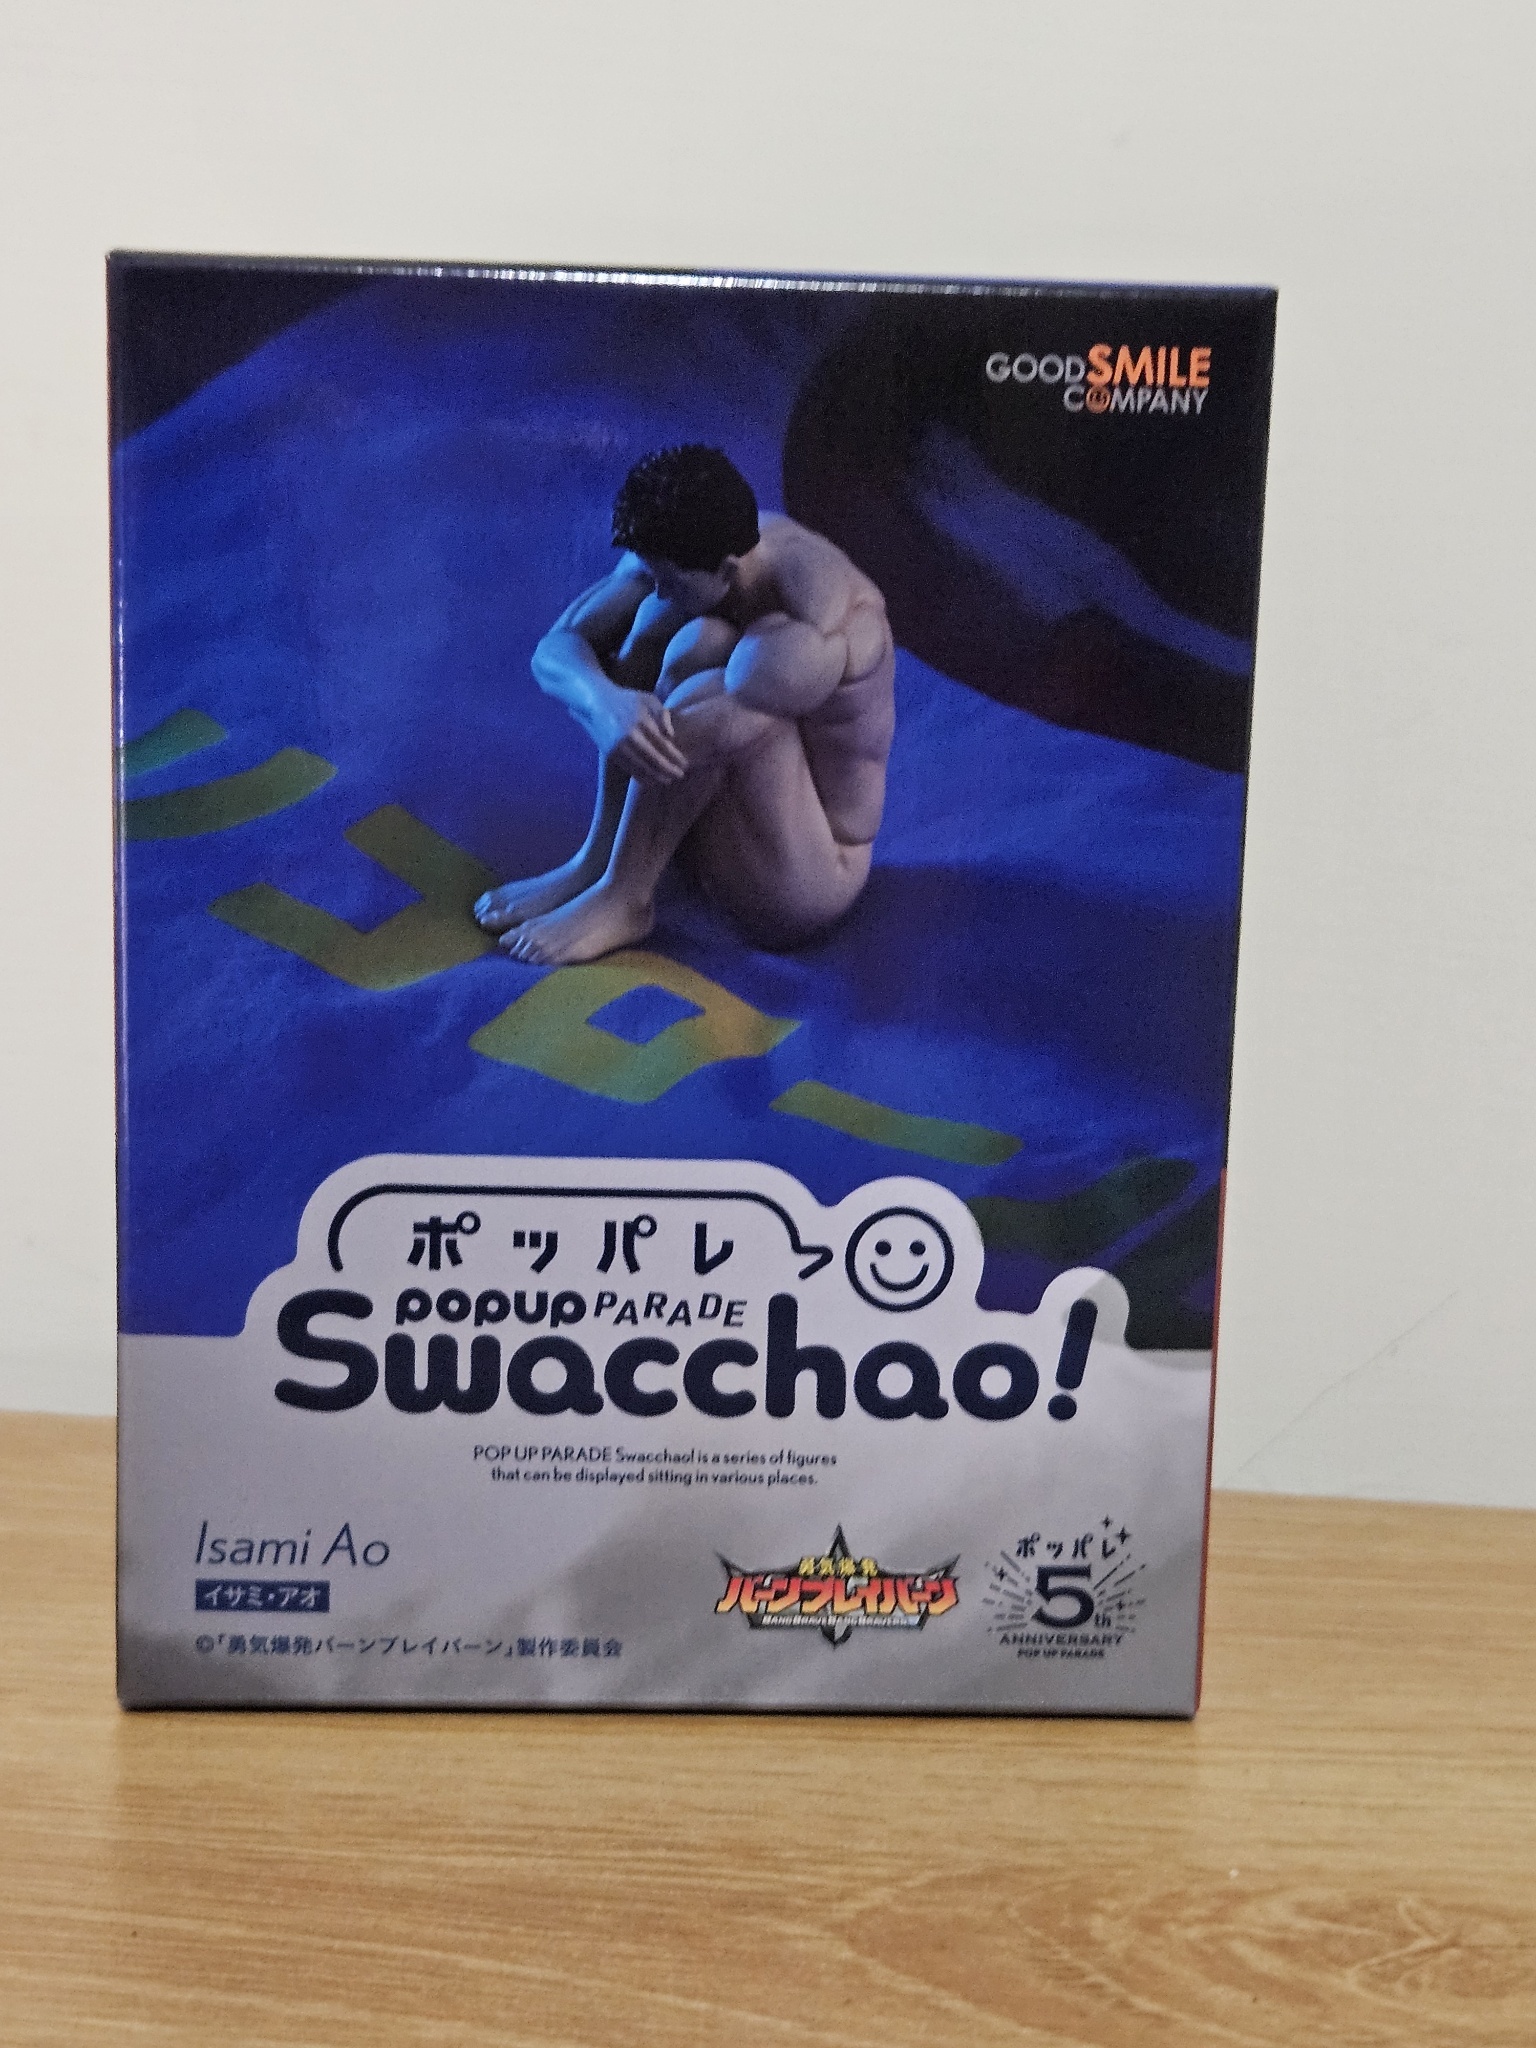 GOODSMILE
COMPANY
ポッパレ
POPUP PARADE
Swacchao!
POP UP PARADE Swacchao! is a series of figures
that can be displayed sitting in various places.
Isami Ao
イサミ・アオ
©「勇気爆発バーンブレイバーン」製作委員会
勇気爆発
バーンブレイバーン
ポッパレ
5th
ANNIVERSARY
POP UP PARADE